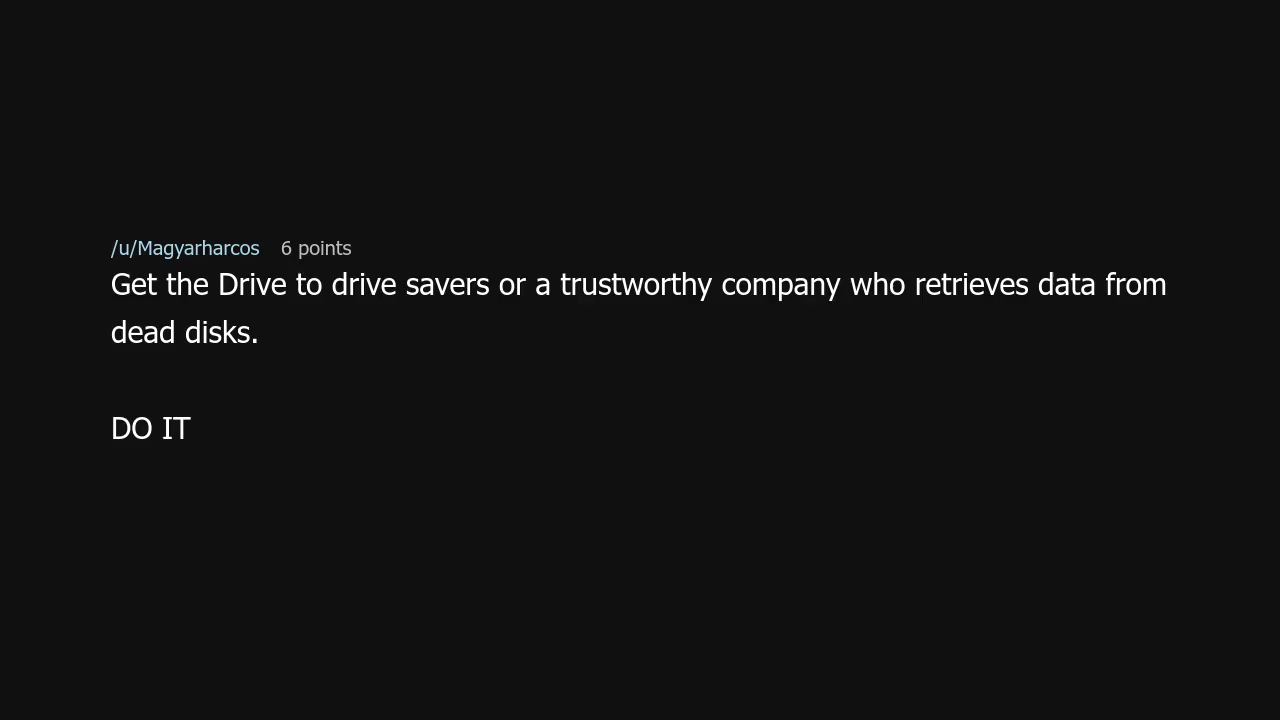 /u/Magyarharcos 6 points
Get the Drive to drive savers or a trustworthy company who retrieves data from
dead disks.
DO IT